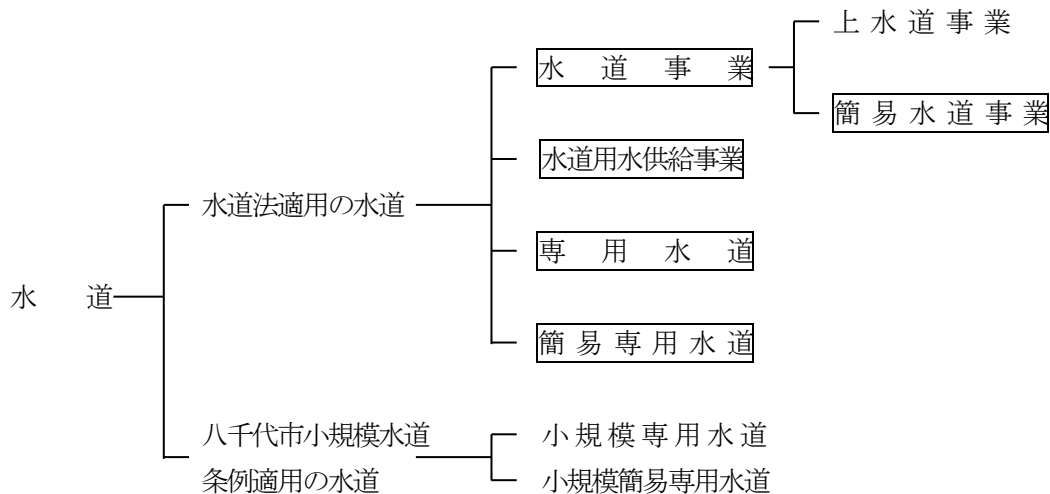 上水道事業
水道事業
簡易水道事業
水道用水供給事業
水道法適用の水道
専用水道
水道
簡易専用水道
八千代市小規模水道
条例適用の水道
小規模専用水道
小規模簡易専用水道